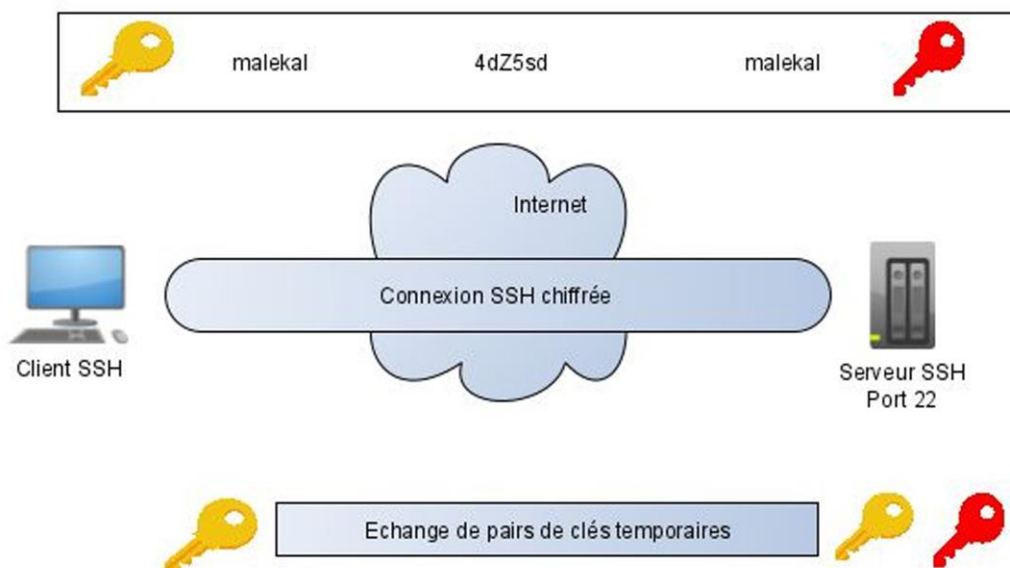 malekal 4dZ5sd malekal
Internet
Connexion SSH chiffrée
Client SSH
Serveur SSH
Port 22
Echange de pairs de clés temporaires